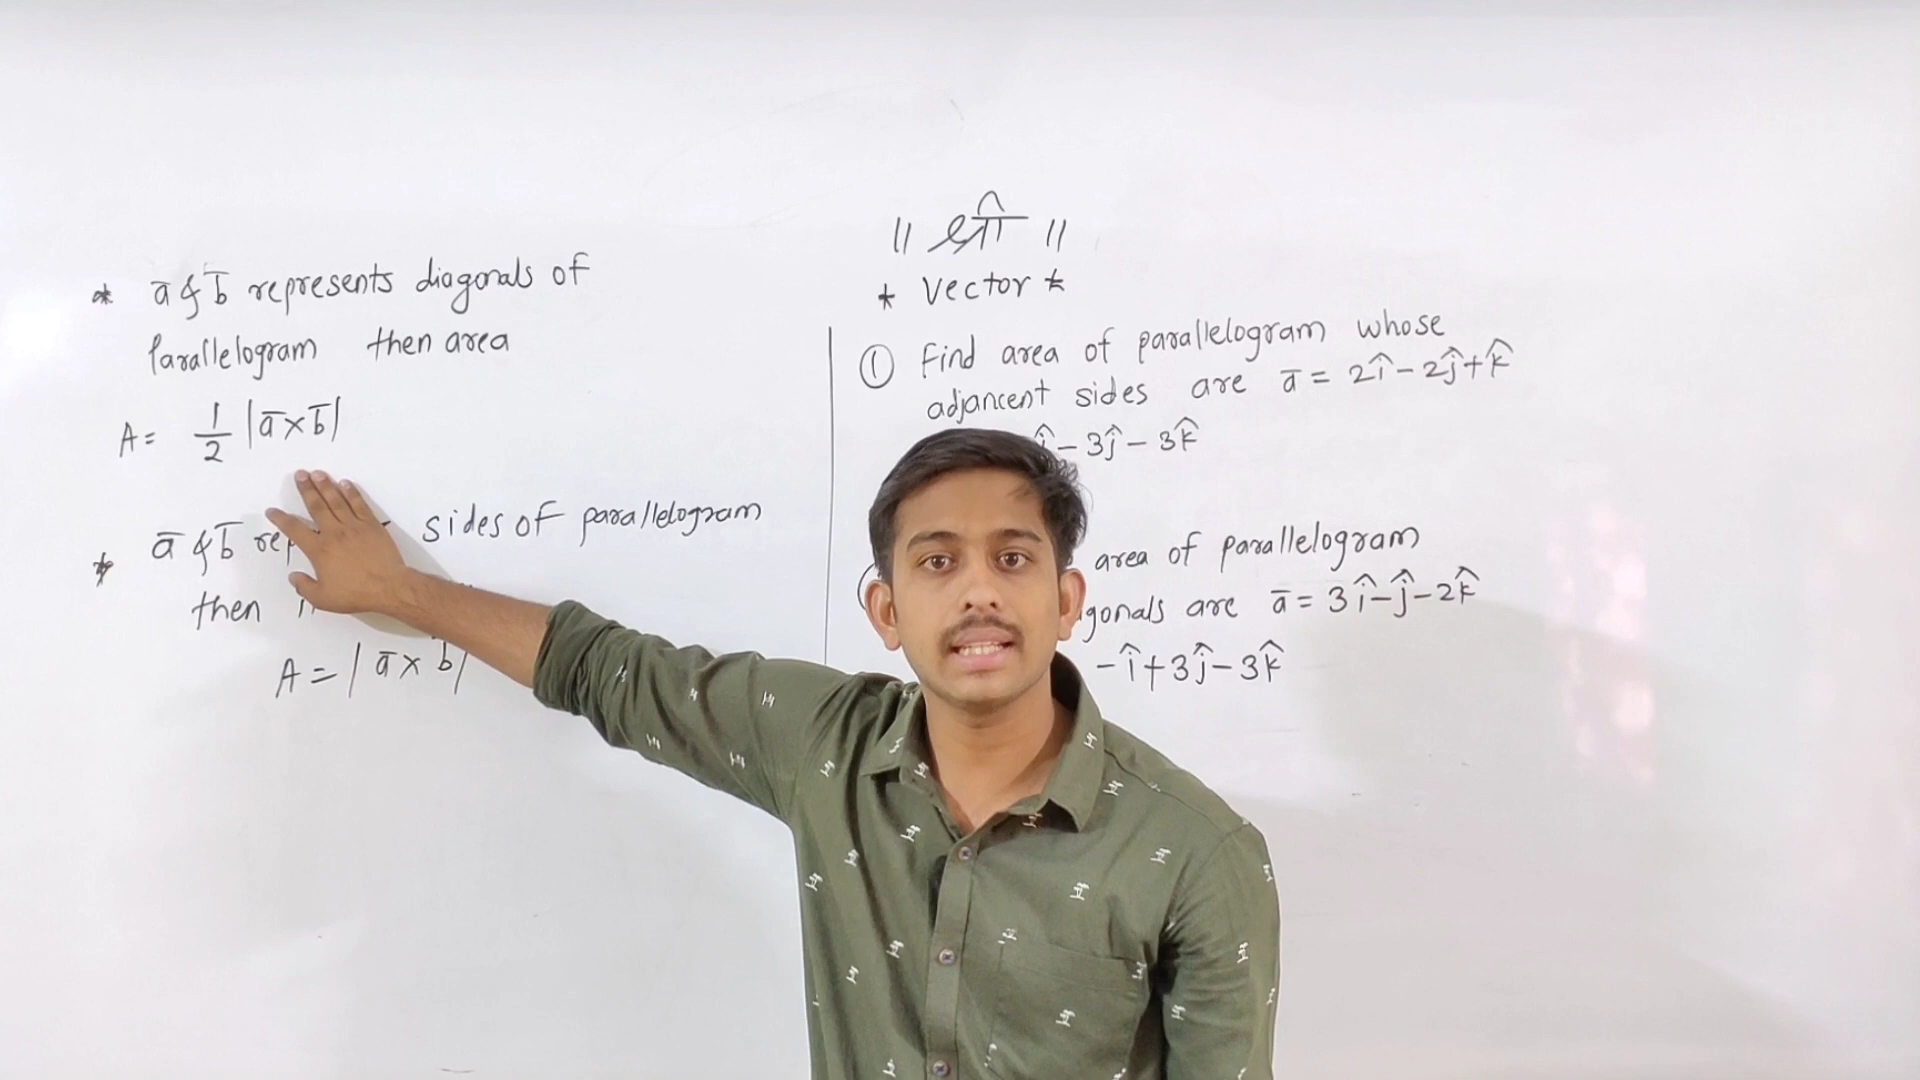 * a̅ & b̅ represents diagonals of
Parallelogram then area
A = 1/2 |a̅ × b̅|
* a̅ & b̅ sides of parallelogram
then
A = | a̅ × b̅ |
|| श्री ||
* Vector *
① Find area of parallelogram whose
adjancent sides are a̅ = 2î - 2ĵ + k̂
î - 3ĵ - 3k̂
area of parallelogram
are a̅ = 3î - ĵ - 2k̂
-î + 3ĵ - 3k̂